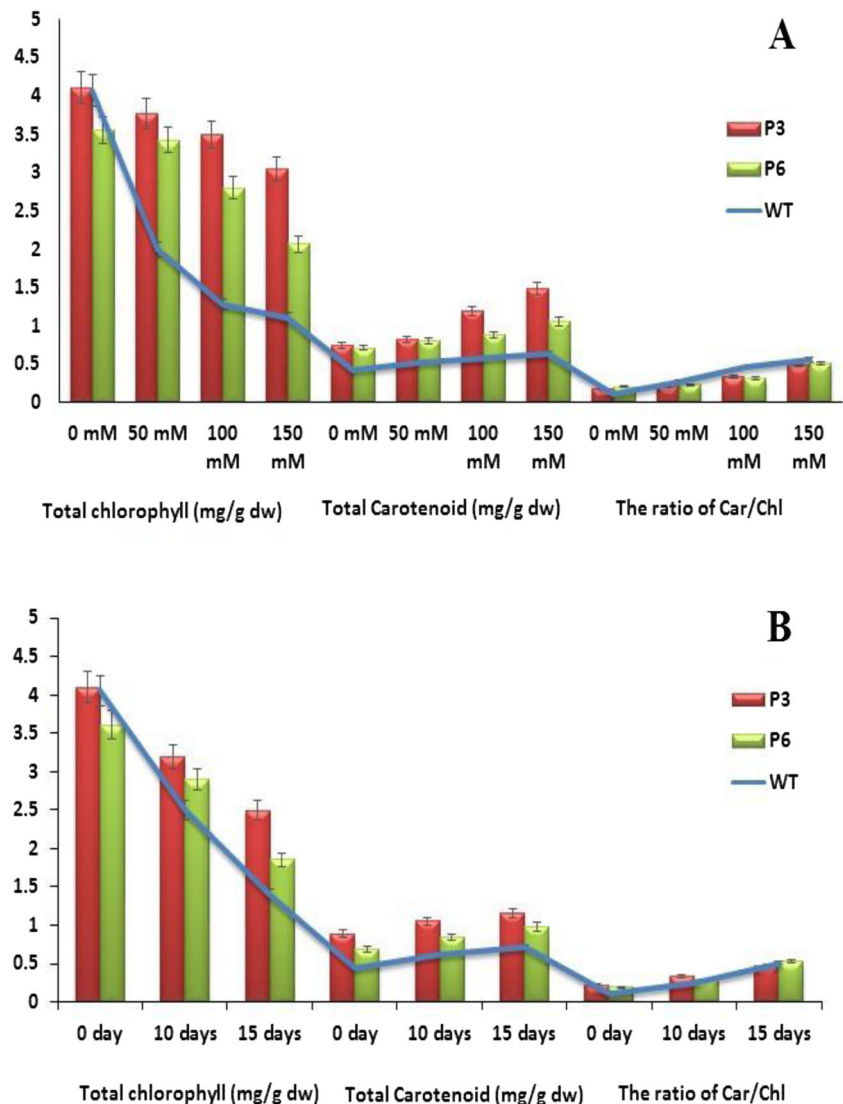 A
5
4.5
4
3.5
3
2.5
2
1.5
1
0.5
0
P3
P6
WT
0 mM 50 mM 100 mM 150 mM 0 mM 50 mM 100 mM 150 mM 0 mM 50 mM 100 mM 150 mM
Total chlorophyll (mg/g dw) Total Carotenoid (mg/g dw) The ratio of Car/Chl
B
5
4.5
4
3.5
3
2.5
2
1.5
1
0.5
0
P3
P6
WT
0 day 10 days 15 days 0 day 10 days 15 days 0 day 10 days 15 days
Total chlorophyll (mg/g dw) Total Carotenoid (mg/g dw) The ratio of Car/Chl